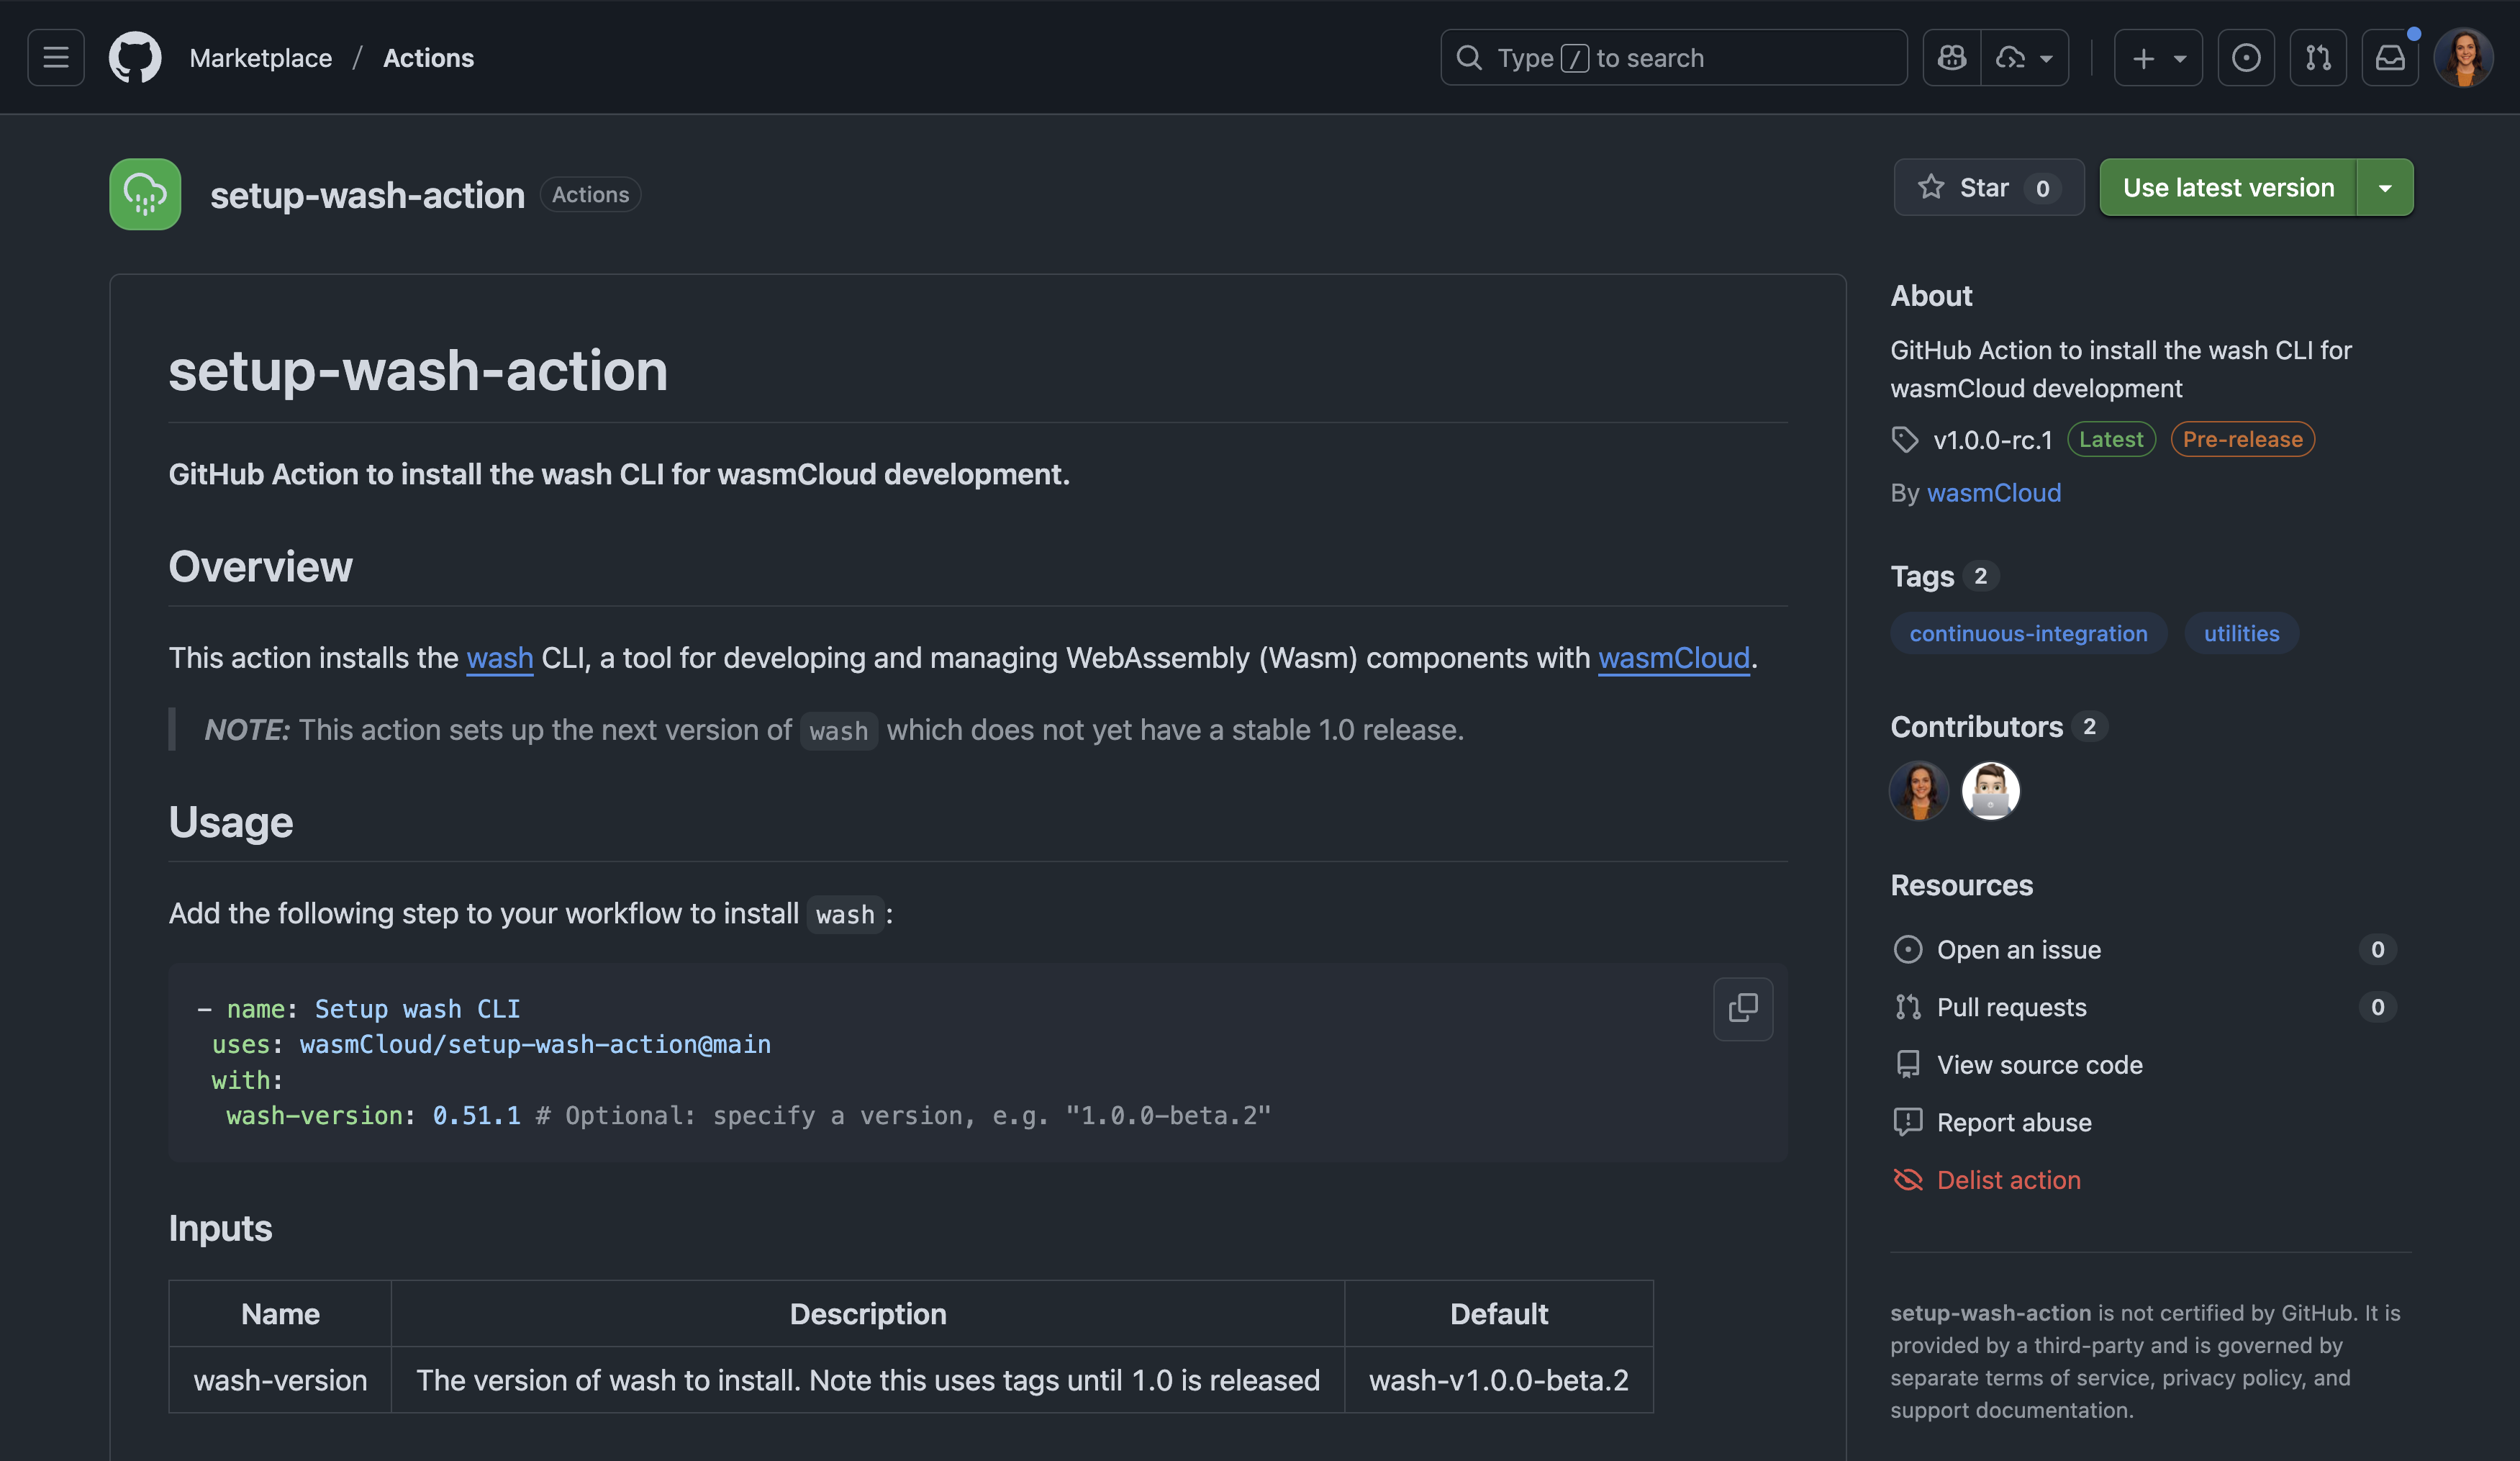 Marketplace / Actions
Type / to search
setup-wash-action Actions
Star 0
Use latest version
setup-wash-action
GitHub Action to install the wash CLI for wasmCloud development.
Overview
This action installs the wash CLI, a tool for developing and managing WebAssembly (Wasm) components with wasmCloud.
NOTE: This action sets up the next version of wash which does not yet have a stable 1.0 release.
Usage
Add the following step to your workflow to install wash :
- name: Setup wash CLI
uses: wasmCloud/setup-wash-action@main
with:
wash-version: 0.51.1 # Optional: specify a version, e.g. "1.0.0-beta.2"
Inputs
Name Description Default
wash-version The version of wash to install. Note this uses tags until 1.0 is released wash-v1.0.0-beta.2
About
GitHub Action to install the wash CLI for
wasmCloud development
v1.0.0-rc.1 Latest Pre-release
By wasmCloud
Tags 2
continuous-integration utilities
Contributors 2
Resources
Open an issue 0
Pull requests 0
View source code
Report abuse
Delist action
setup-wash-action is not certified by GitHub. It is
provided by a third-party and is governed by
separate terms of service, privacy policy, and
support documentation.